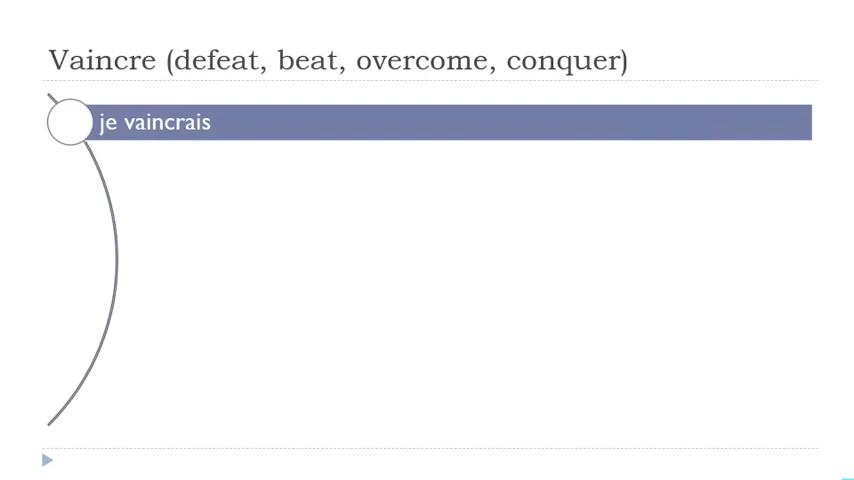 Vaincre (defeat, beat, overcome, conquer)
je vaincrais